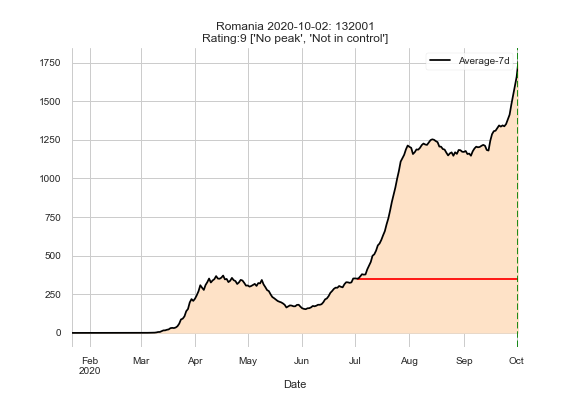 Romania 2020-10-02: 132001
Rating:9 ['No peak', 'Not in control']
Average-7d
1750
1500
1250
1000
750
500
250
0
Feb Mar Apr May Jun Jul Aug Sep Oct
2020
Date